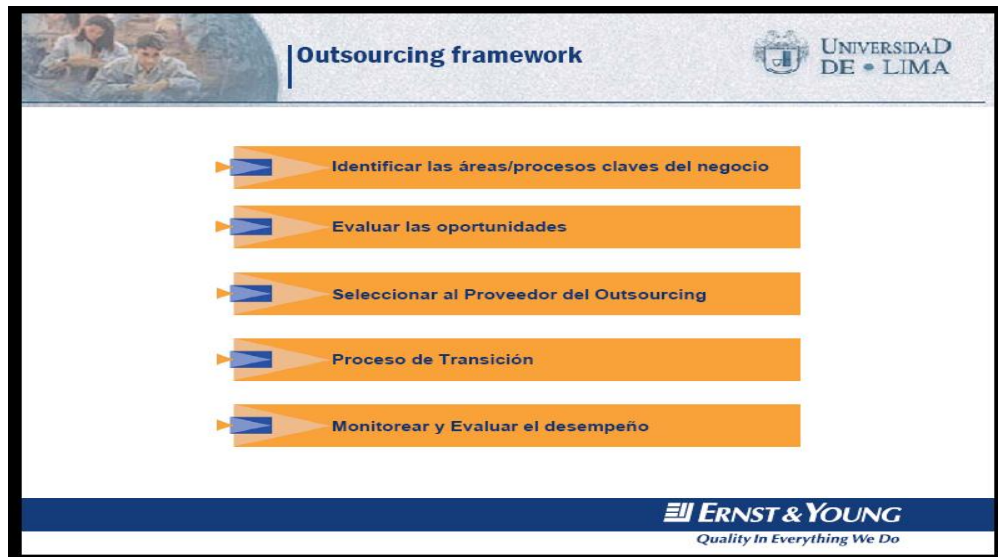 Outsourcing framework
UNIVERSIDAD
DE • LIMA
Identificar las áreas/procesos claves del negocio
Evaluar las oportunidades
Seleccionar al Proveedor del Outsourcing
Proceso de Transición
Monitorear y Evaluar el desempeño
ERNST & YOUNG
Quality In Everything We Do